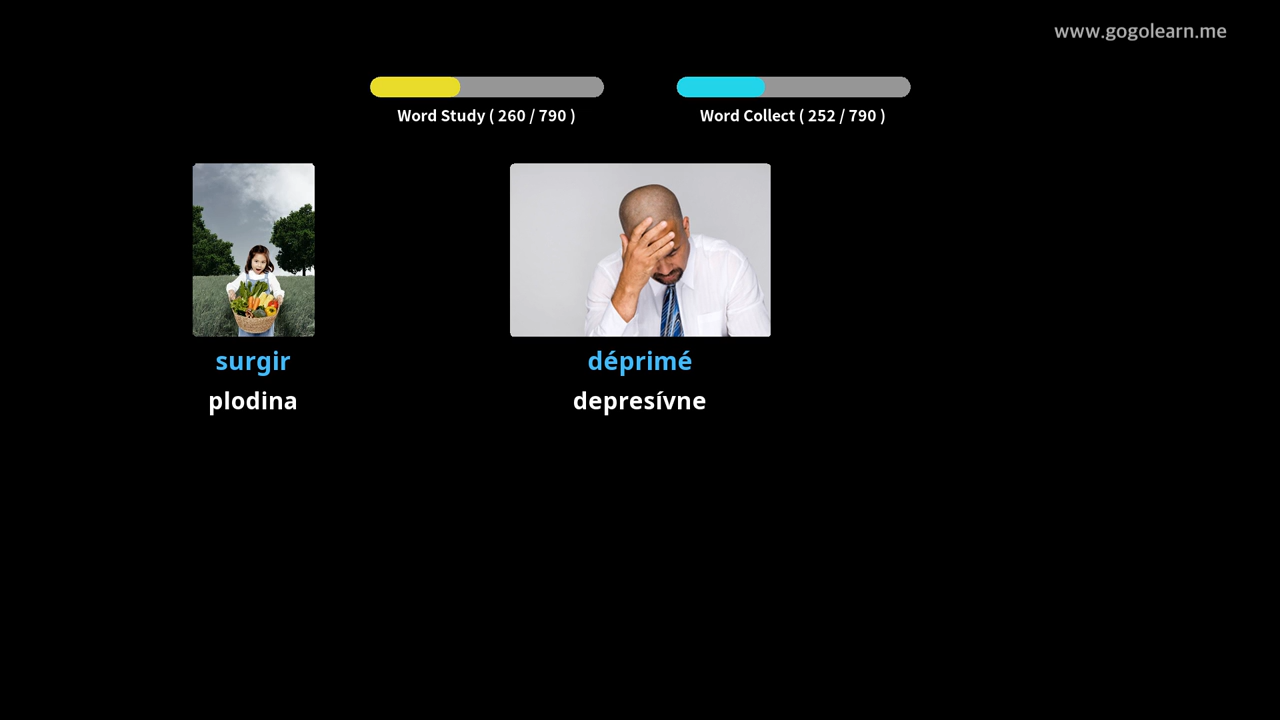 www.gogolearn.me
Word Study ( 260 / 790 )
Word Collect ( 252 / 790 )
surgir
plodina
déprimé
depresívne